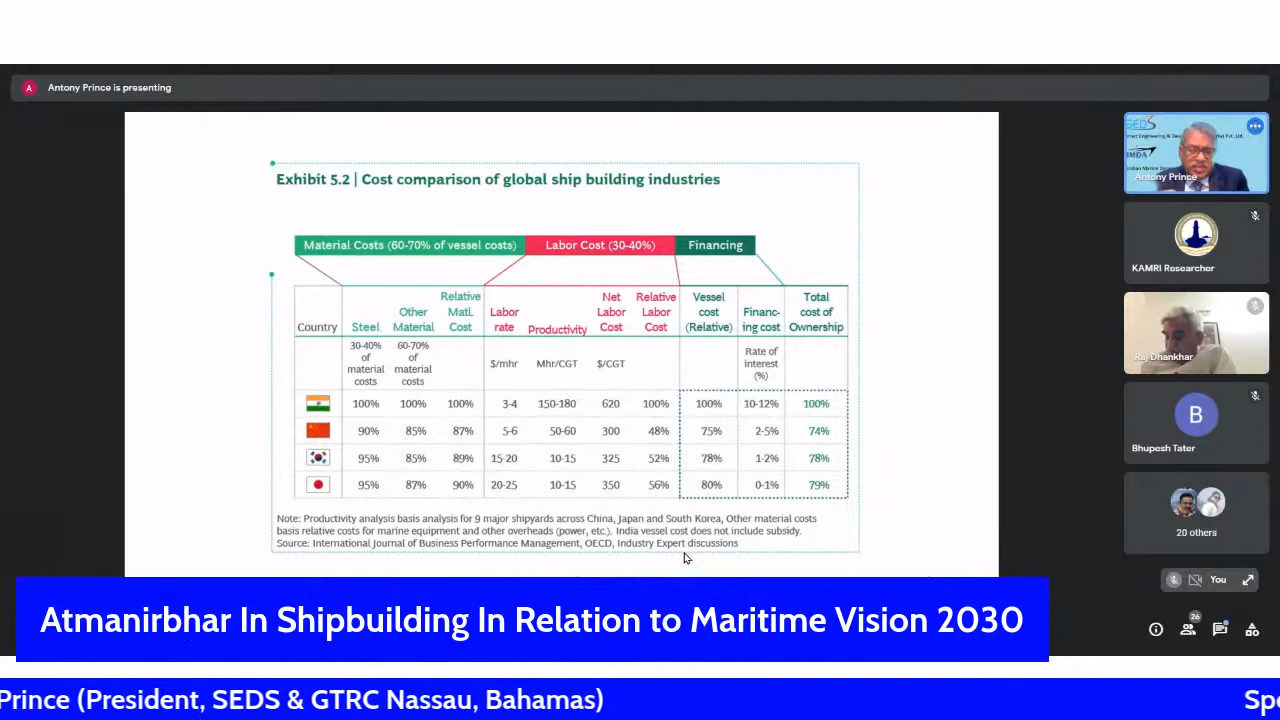 A Antony Prince is presenting
Exhibit 5.2 | Cost comparison of global ship building industries
Material Costs (60-70% of vessel costs) Labor Cost (30-40%) Financing
Country Steel Other Material Relative Matl. Cost Labor rate Productivity Net Labor Cost Relative Labor Cost Vessel cost (Relative) Financ-ing cost Total cost of Ownership
30-40% of material costs 60-70% of material costs $/mhr Mhr/CGT $/CGT Rate of interest (%)
100% 100% 100% 3-4 150-180 620 100% 100% 10-12% 100%
90% 85% 87% 5-6 50-60 300 48% 75% 2-5% 74%
95% 85% 89% 15-20 10-15 325 52% 78% 1-2% 78%
95% 87% 90% 20-25 10-15 350 56% 80% 0-1% 79%
Note: Productivity analysis basis analysis for 9 major shipyards across China, Japan and South Korea, Other material costs
basis relative costs for marine equipment and other overheads (power, etc.). India vessel cost does not include subsidy.
Source: International Journal of Business Performance Management, OECD, Industry Expert discussions
SEDS
Antony Prince
KAMRI Researcher
Raj Dhankhar
B
Bhupesh Tater
20 others
You
26
Atmanirbhar In Shipbuilding In Relation to Maritime Vision 2030
Prince (President, SEDS & GTRC Nassau, Bahamas) Spe